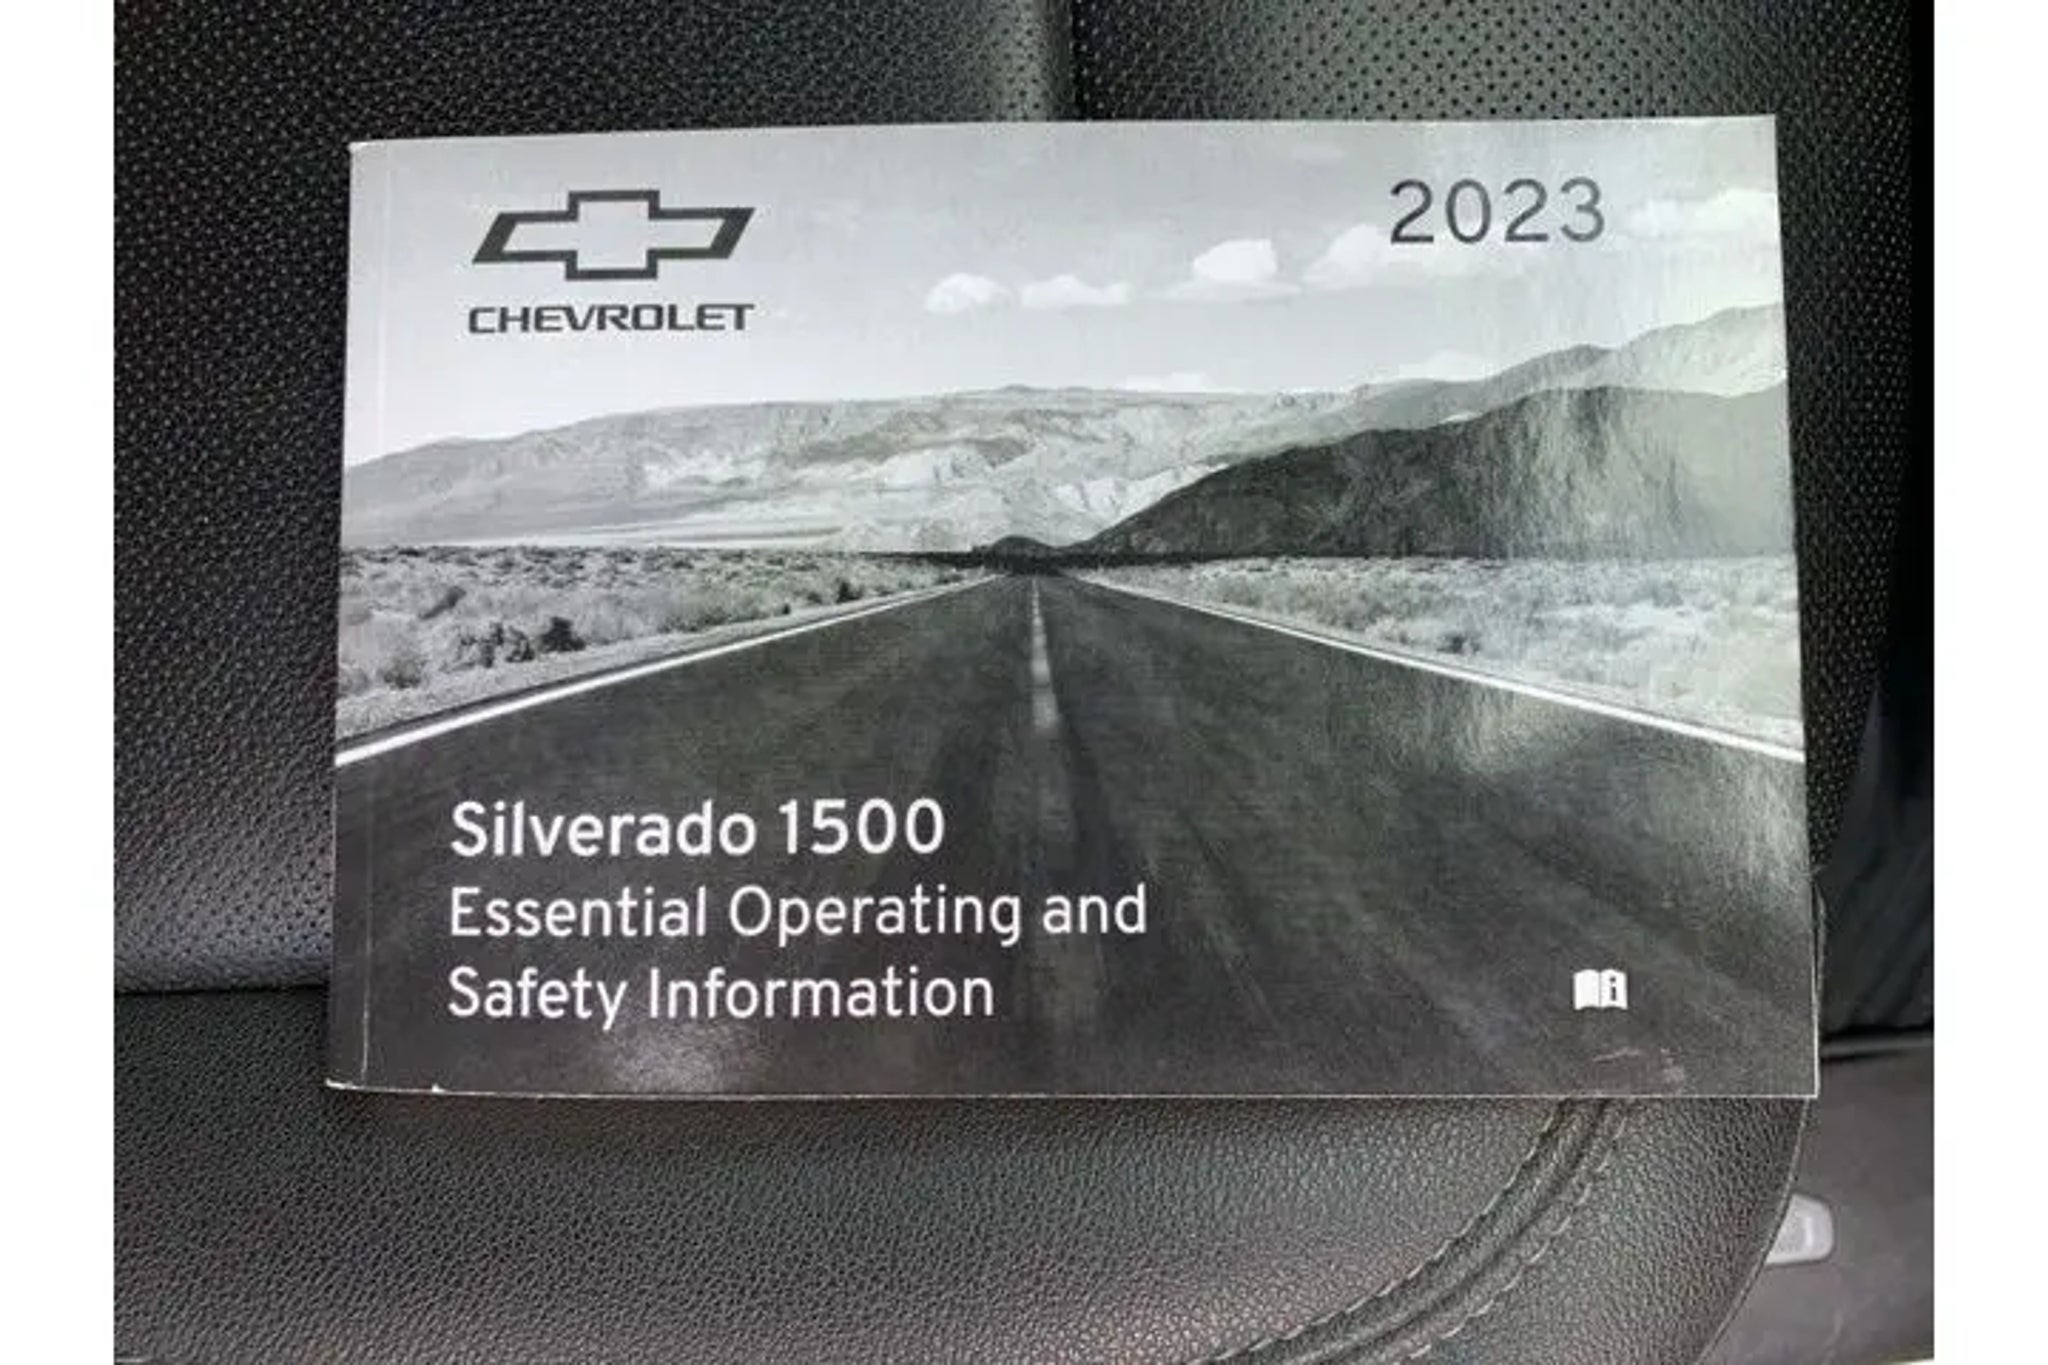 CHEVROLET
2023
Silverado 1500
Essential Operating and
Safety Information